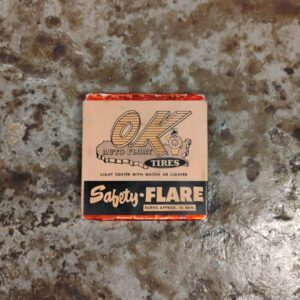 OK
AUTO FLOAT
TIRES
LIGHT CENTER WITH MATCH OR LIGHTER
Safety-FLARE
BURNS APPROX. 15 MIN.